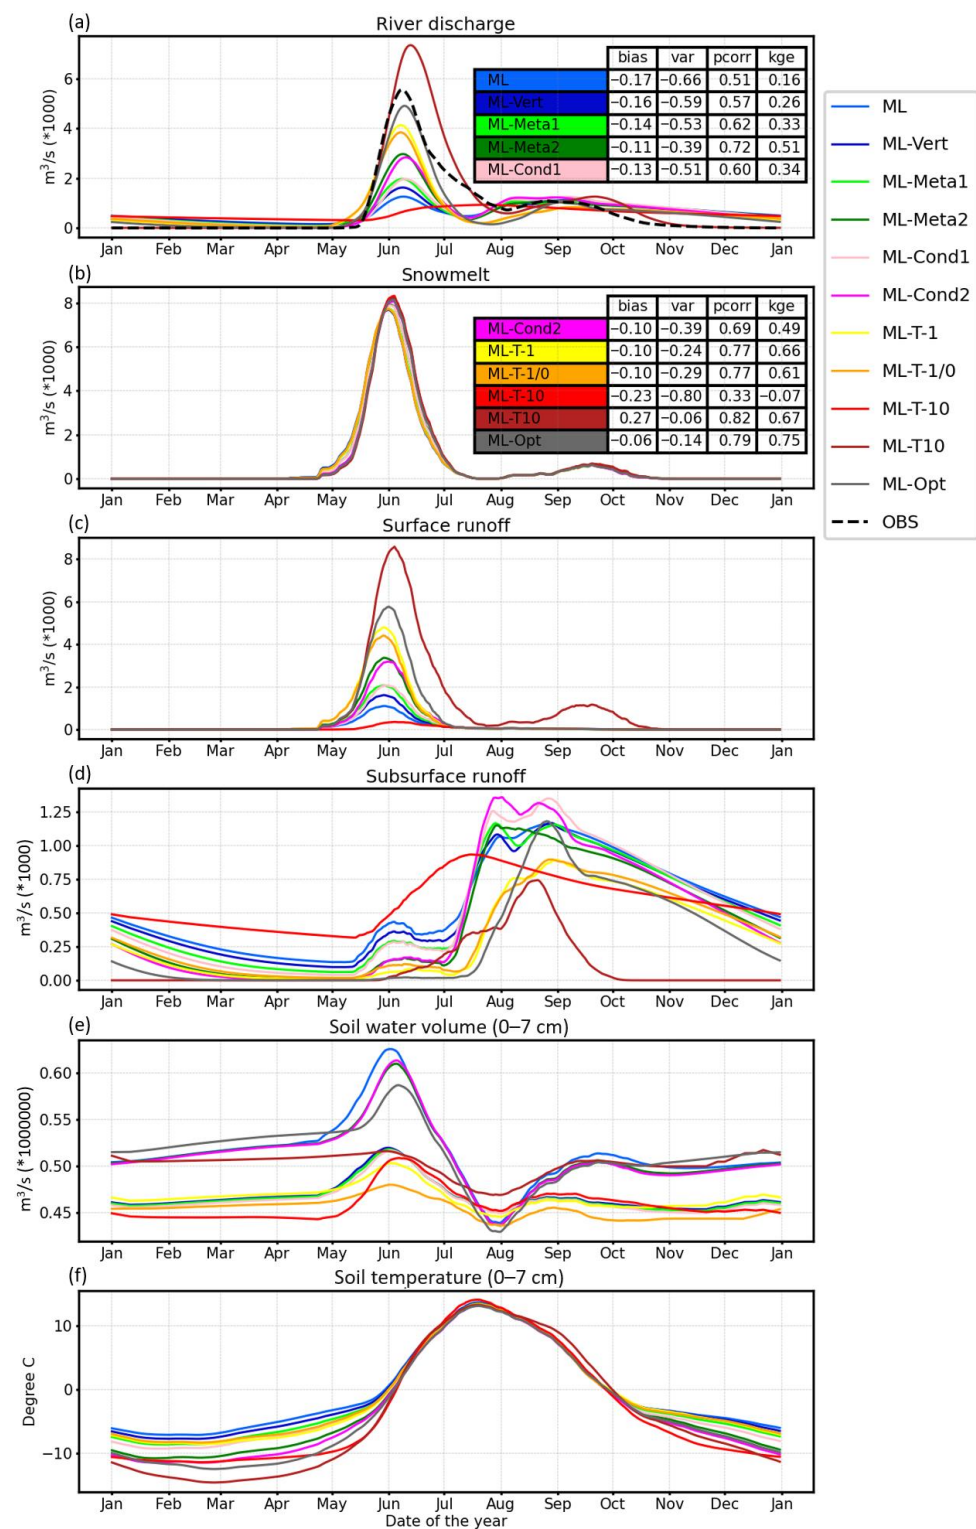 (a)
River discharge
m³/s (*1000)
6
4
2
0
bias var pcorr kge
ML −0.17 −0.66 0.51 0.16
ML-Vert −0.16 −0.59 0.57 0.26
ML-Meta1 −0.14 −0.53 0.62 0.33
ML-Meta2 −0.11 −0.39 0.72 0.51
ML-Cond1 −0.13 −0.51 0.60 0.34
Jan Feb Mar Apr May Jun Jul Aug Sep Oct Nov Dec Jan
ML
ML-Vert
ML-Meta1
ML-Meta2
ML-Cond1
ML-Cond2
ML-T-1
ML-T-1/0
ML-T-10
ML-T10
ML-Opt
OBS
(b)
Snowmelt
m³/s (*1000)
8
6
4
2
0
bias var pcorr kge
ML-Cond2 −0.10 −0.39 0.69 0.49
ML-T-1 −0.10 −0.24 0.77 0.66
ML-T-1/0 −0.10 −0.29 0.77 0.61
ML-T-10 −0.23 −0.80 0.33 −0.07
ML-T10 0.27 −0.06 0.82 0.67
ML-Opt −0.06 −0.14 0.79 0.75
Jan Feb Mar Apr May Jun Jul Aug Sep Oct Nov Dec Jan
(c)
Surface runoff
m³/s (*1000)
8
6
4
2
0
Jan Feb Mar Apr May Jun Jul Aug Sep Oct Nov Dec Jan
(d)
Subsurface runoff
m³/s (*1000)
1.25
1.00
0.75
0.50
0.25
0.00
Jan Feb Mar Apr May Jun Jul Aug Sep Oct Nov Dec Jan
(e)
Soil water volume (0–7 cm)
m³/s (*1000000)
0.60
0.55
0.50
0.45
Jan Feb Mar Apr May Jun Jul Aug Sep Oct Nov Dec Jan
(f)
Soil temperature (0–7 cm)
Degree C
10
0
−10
Jan Feb Mar Apr May Jun Jul Aug Sep Oct Nov Dec Jan
Date of the year